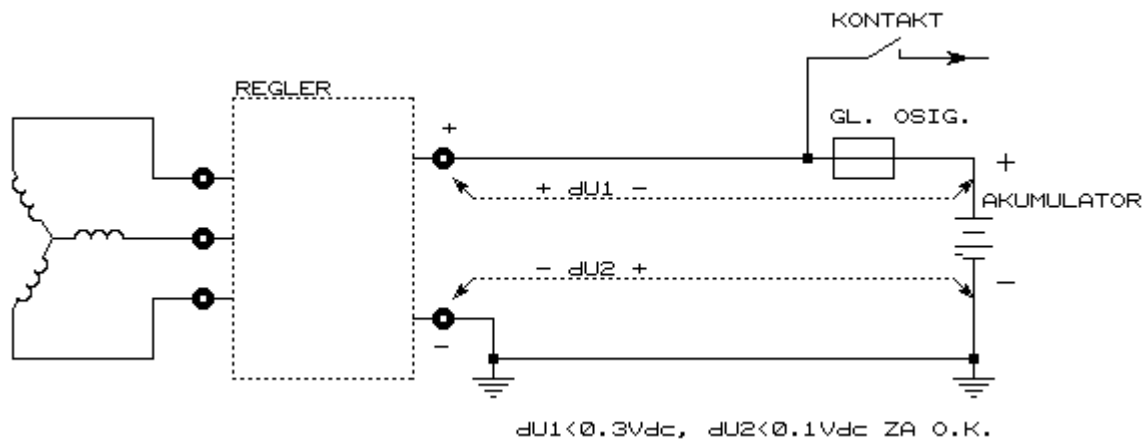 KONTAKT
REGLER
GL. OSIG.
+
+
+ dU1 -
AKUMULATOR
- dU2 +
-
-
dU1<0.3Vdc, dU2<0.1Vdc ZA O.K.